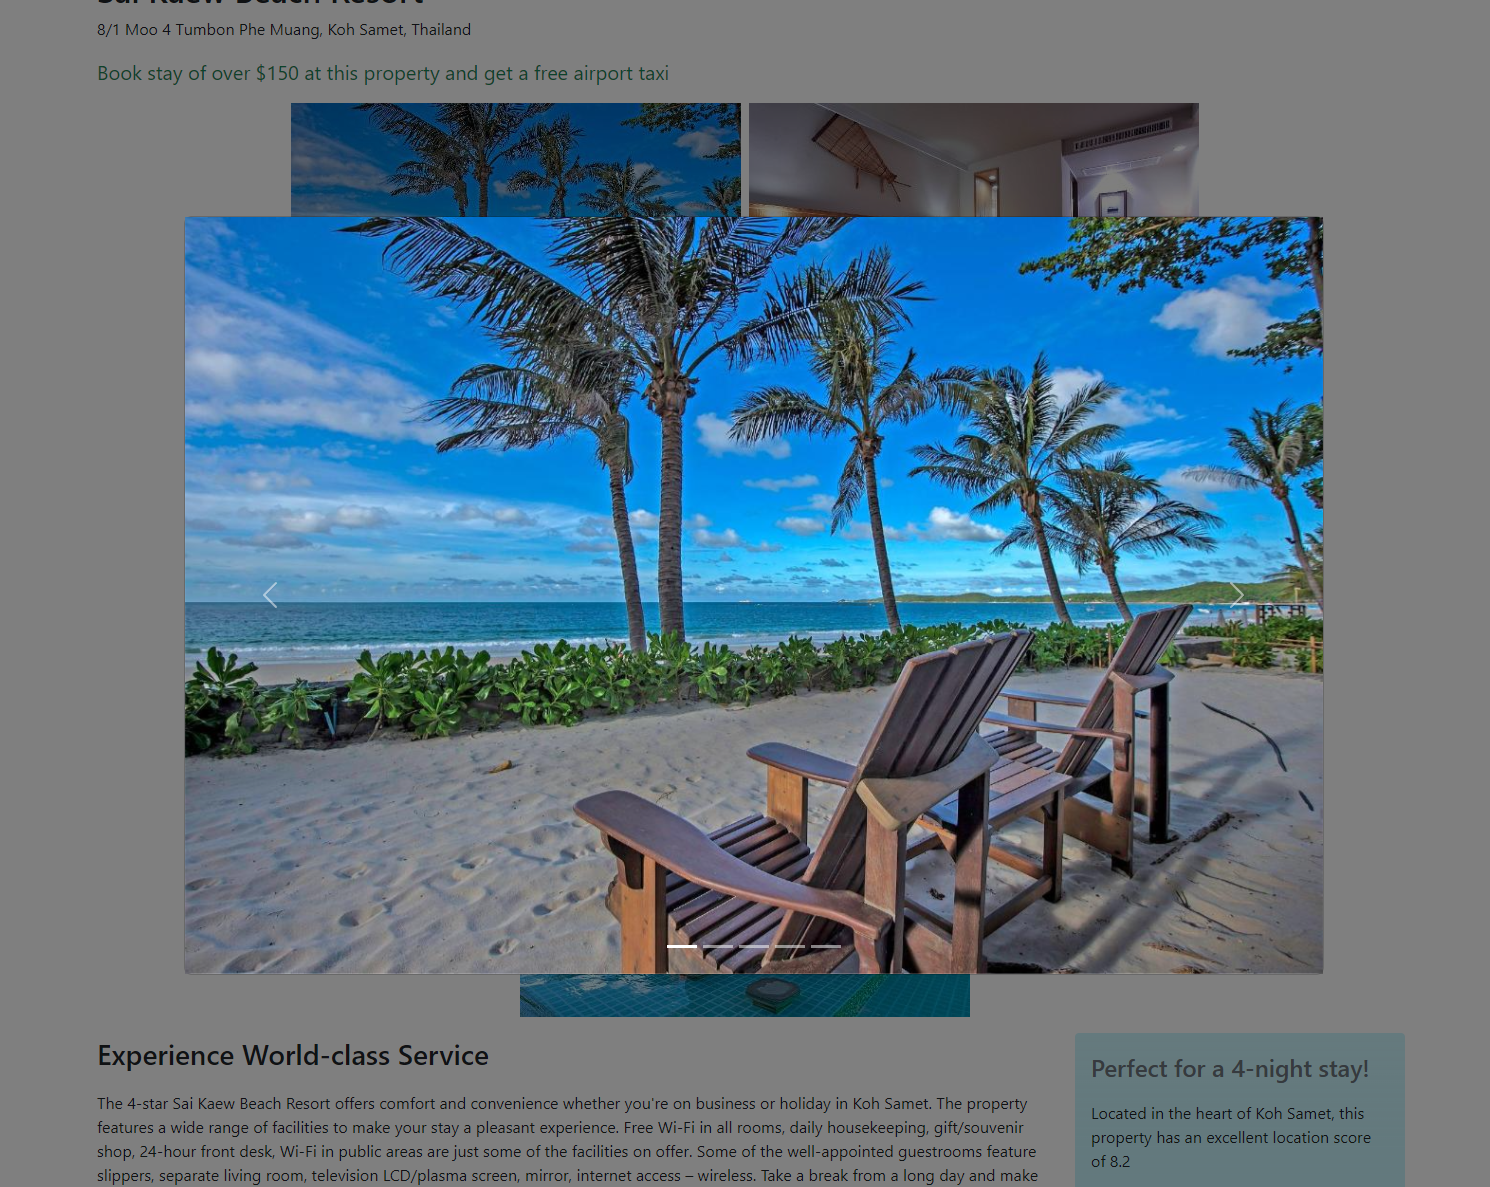 Sai Kaew Beach Resort
8/1 Moo 4 Tumbon Phe Muang, Koh Samet, Thailand
Book stay of over $150 at this property and get a free airport taxi
Experience World-class Service
The 4-star Sai Kaew Beach Resort offers comfort and convenience whether you're on business or holiday in Koh Samet. The property
features a wide range of facilities to make your stay a pleasant experience. Free Wi-Fi in all rooms, daily housekeeping, gift/souvenir
shop, 24-hour front desk, Wi-Fi in public areas are just some of the facilities on offer. Some of the well-appointed guestrooms feature
slippers, separate living room, television LCD/plasma screen, mirror, internet access – wireless. Take a break from a long day and make
Perfect for a 4-night stay!
Located in the heart of Koh Samet, this
property has an excellent location score
of 8.2